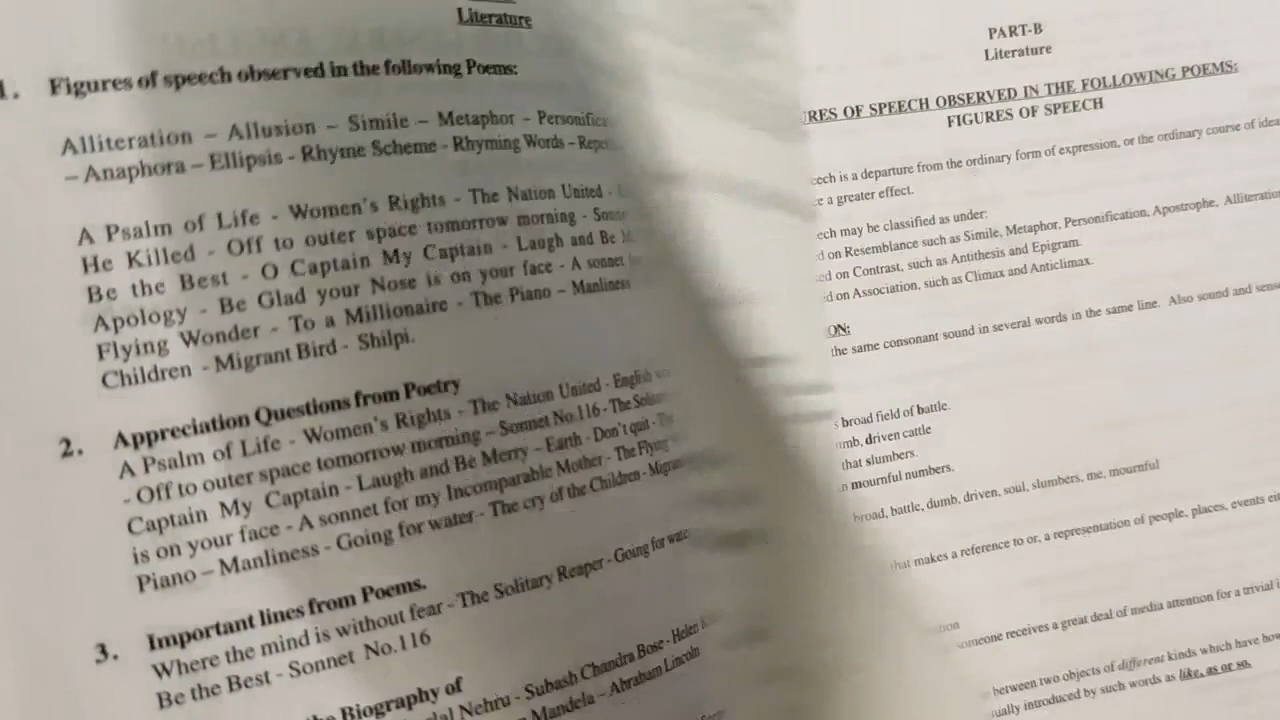 Literature
1. Figures of speech observed in the following Poems:
Alliteration – Allusion – Simile – Metaphor –
– Anaphora – Ellipsis - Rhyme Scheme - Rhyming Words –
A Psalm of Life - Women's Rights - The Nation United -
He Killed - Off to outer space tomorrow morning -
Be the Best - O Captain My Captain - Laugh and Be
Apology - Be Glad your Nose is on your face - A sonnet
Flying Wonder - To a Millionaire - The Piano – Manliness
Children - Migrant Bird - Shilpi.
2. Appreciation Questions from Poetry
A Psalm of Life - Women's Rights - The Nation United - English
- Off to outer space tomorrow morning – Sonnet No.116 - The
Captain My Captain - Laugh and Be Merry – Earth - Don't quit -
is on your face - A sonnet for my Incomparable Mother - The Flying
Piano – Manliness - Going for water - The cry of the Children -
3. Important lines from Poems.
Where the mind is without fear - The Solitary Reaper - Going for
Be the Best - Sonnet No.116
Biography of
Nehru - Subash Chandra Bose - Helen
Mandela – Abraham Lincoln
PART-B
Literature
OF SPEECH OBSERVED IN THE FOLLOWING POEMS:
FIGURES OF SPEECH
is a departure from the ordinary form of expression, or the ordinary course of
a greater effect.
may be classified as under:
on Resemblance such as Simile, Metaphor, Personification, Apostrophe,
on Contrast, such as Antithesis and Epigram.
on Association, such as Climax and Anticlimax.
ON:
the same consonant sound in several words in the same line. Also sound and
broad field of battle.
driven cattle
that slumbers.
mournful numbers.
broad, battle, dumb, driven, soul, slumbers, me, mournful
that makes a reference to or, a representation of people, places, events
someone receives a great deal of media attention for a trivial
between two objects of different kinds which have
by such words as like, as or so.